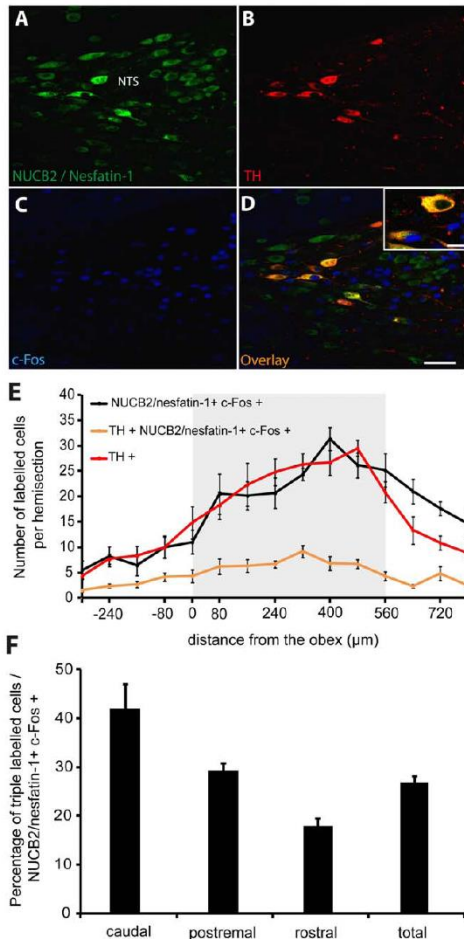 A
B
NTS
NUCB2 / Nesfatin-1
TH
C
D
c-Fos
Overlay
E
NUCB2/nesfatin-1+ c-Fos +
TH + NUCB2/nesfatin-1+ c-Fos +
TH +
Number of labelled cells
per hemisection
40
35
30
25
20
15
10
5
0
-240
-80
0
80
240
400
560
720
distance from the obex (µm)
F
Percentage of triple labelled cells /
NUCB2/nesfatin-1+ c-Fos +
50
40
30
20
10
0
caudal
postremal
rostral
total